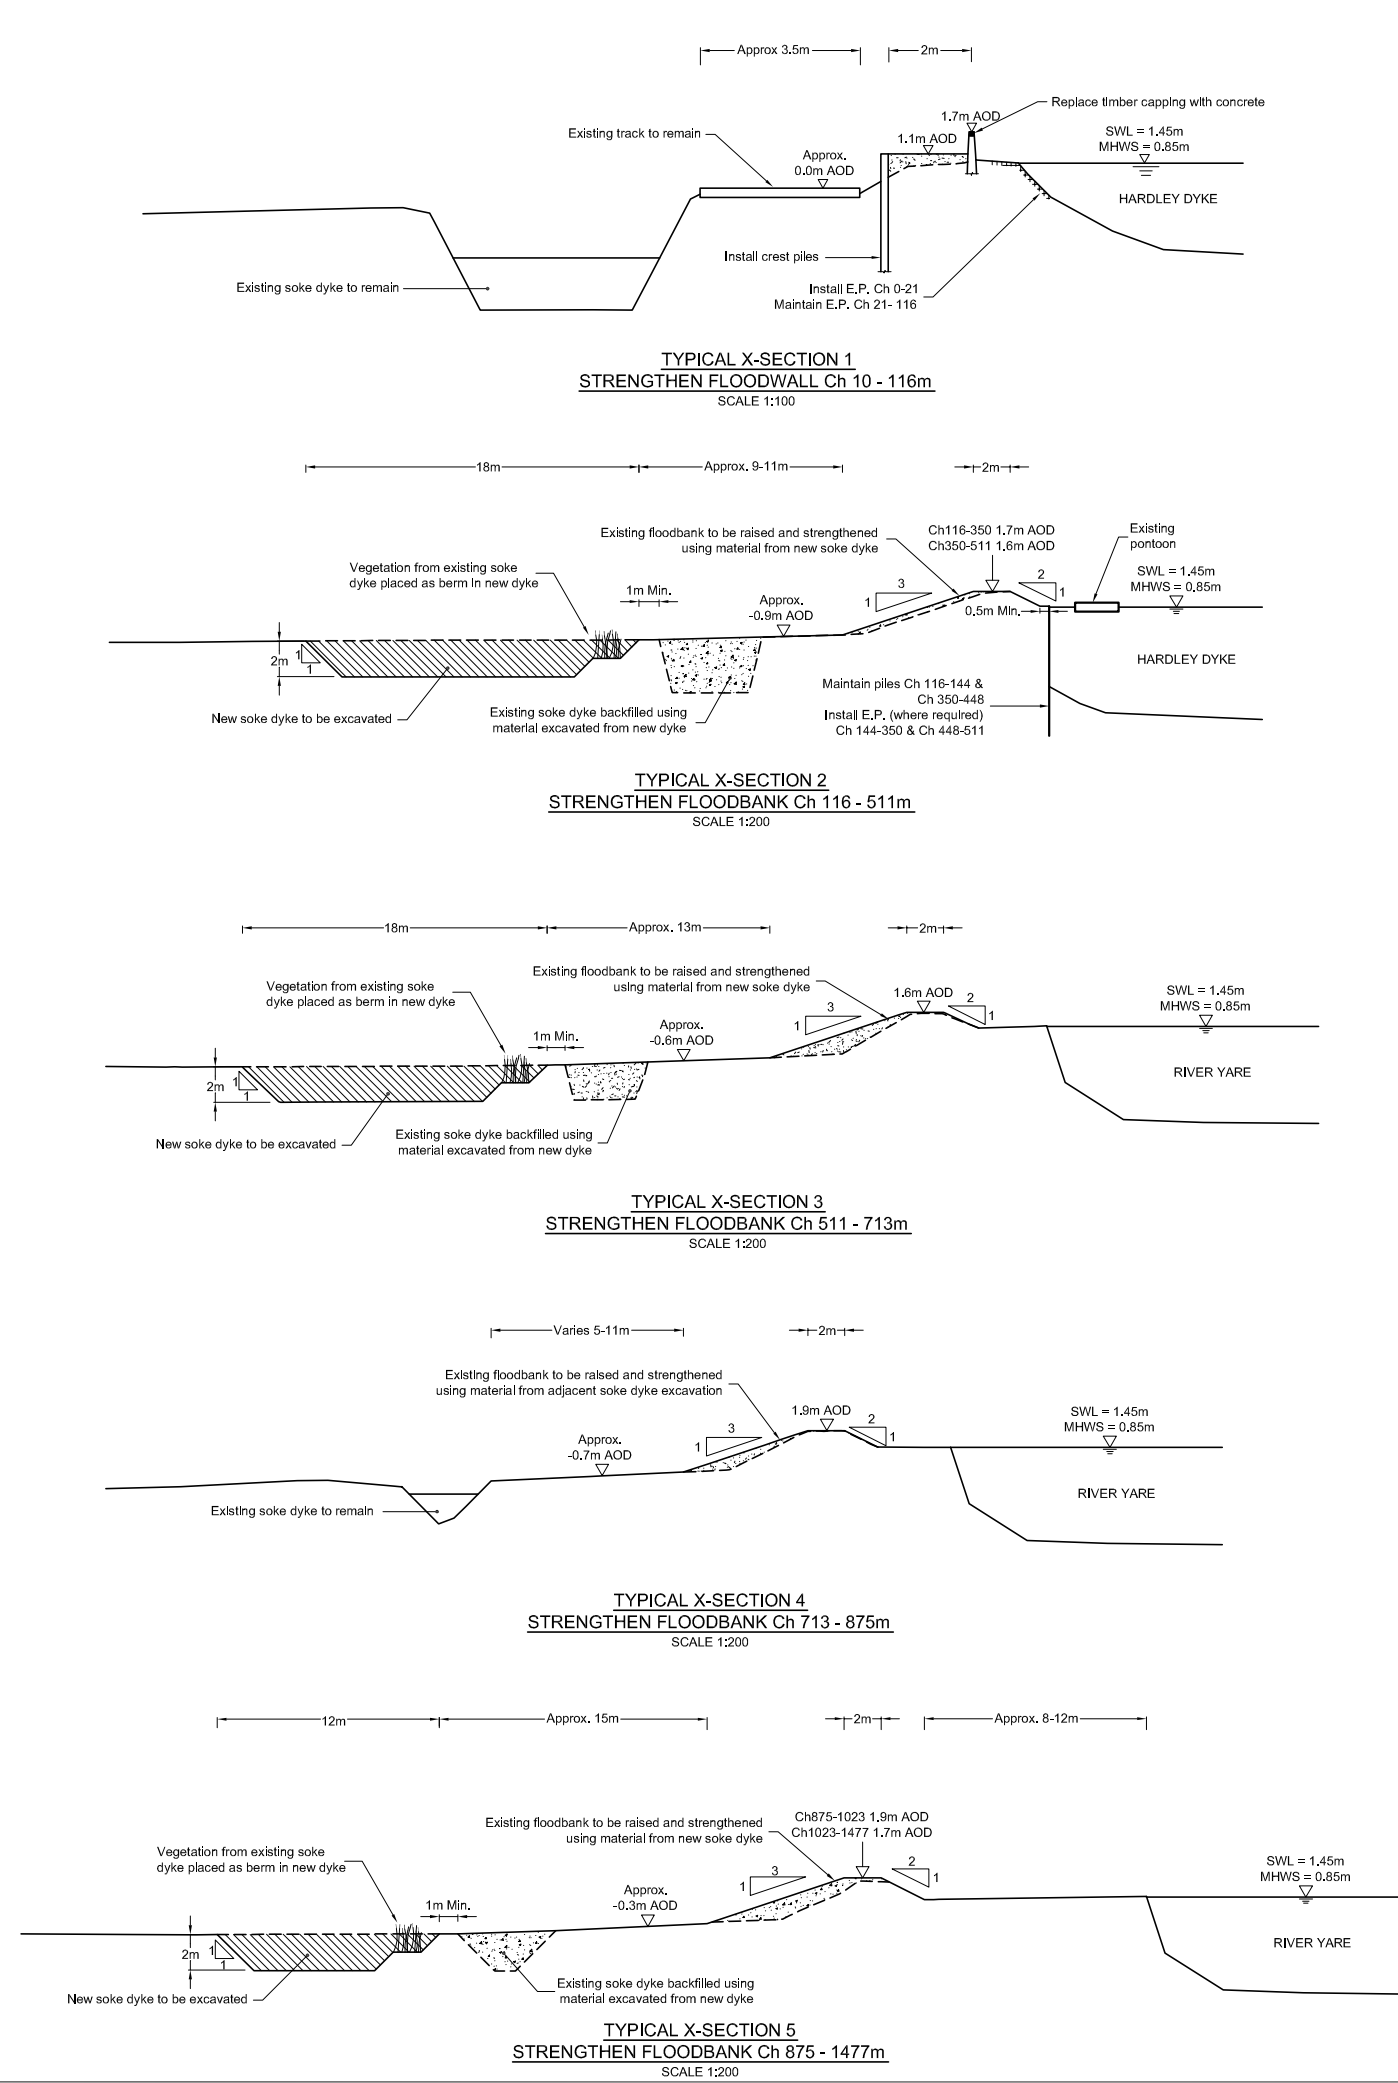 Approx 3.5m
2m
Replace timber capping with concrete
1.7m AOD
Existing track to remain
1.1m AOD
SWL = 1.45m
MHWS = 0.85m
Approx.
0.0m AOD
HARDLEY DYKE
Install crest piles
Existing soke dyke to remain
Install E.P. Ch 0-21
Maintain E.P. Ch 21- 116
TYPICAL X-SECTION 1
STRENGTHEN FLOODWALL Ch 10 - 116m
SCALE 1:100
18m
Approx. 9-11m
2m
Existing floodbank to be raised and strengthened
using material from new soke dyke
Ch116-350 1.7m AOD
Ch350-511 1.6m AOD
Existing
pontoon
Vegetation from existing soke
dyke placed as berm in new dyke
SWL = 1.45m
MHWS = 0.85m
1m Min.
3
1
2
1
Approx.
-0.9m AOD
0.5m Min.
2m
1
1
HARDLEY DYKE
Maintain piles Ch 116-144 &
Ch 350-448
Install E.P. (where required)
Ch 144-350 & Ch 448-511
New soke dyke to be excavated
Existing soke dyke backfilled using
material excavated from new dyke
TYPICAL X-SECTION 2
STRENGTHEN FLOODBANK Ch 116 - 511m
SCALE 1:200
18m
Approx. 13m
2m
Existing floodbank to be raised and strengthened
using material from new soke dyke
Vegetation from existing soke
dyke placed as berm in new dyke
1.6m AOD
SWL = 1.45m
MHWS = 0.85m
3
1
2
1
1m Min.
Approx.
-0.6m AOD
2m
1
1
RIVER YARE
New soke dyke to be excavated
Existing soke dyke backfilled using
material excavated from new dyke
TYPICAL X-SECTION 3
STRENGTHEN FLOODBANK Ch 511 - 713m
SCALE 1:200
Varies 5-11m
2m
Existing floodbank to be raised and strengthened
using material from adjacent soke dyke excavation
1.9m AOD
SWL = 1.45m
MHWS = 0.85m
3
1
2
1
Approx.
-0.7m AOD
RIVER YARE
Existing soke dyke to remain
TYPICAL X-SECTION 4
STRENGTHEN FLOODBANK Ch 713 - 875m
SCALE 1:200
12m
Approx. 15m
2m
Approx. 8-12m
Existing floodbank to be raised and strengthened
using material from new soke dyke
Ch875-1023 1.9m AOD
Ch1023-1477 1.7m AOD
Vegetation from existing soke
dyke placed as berm in new dyke
SWL = 1.45m
MHWS = 0.85m
3
1
2
1
1m Min.
Approx.
-0.3m AOD
2m
1
1
RIVER YARE
New soke dyke to be excavated
Existing soke dyke backfilled using
material excavated from new dyke
TYPICAL X-SECTION 5
STRENGTHEN FLOODBANK Ch 875 - 1477m
SCALE 1:200